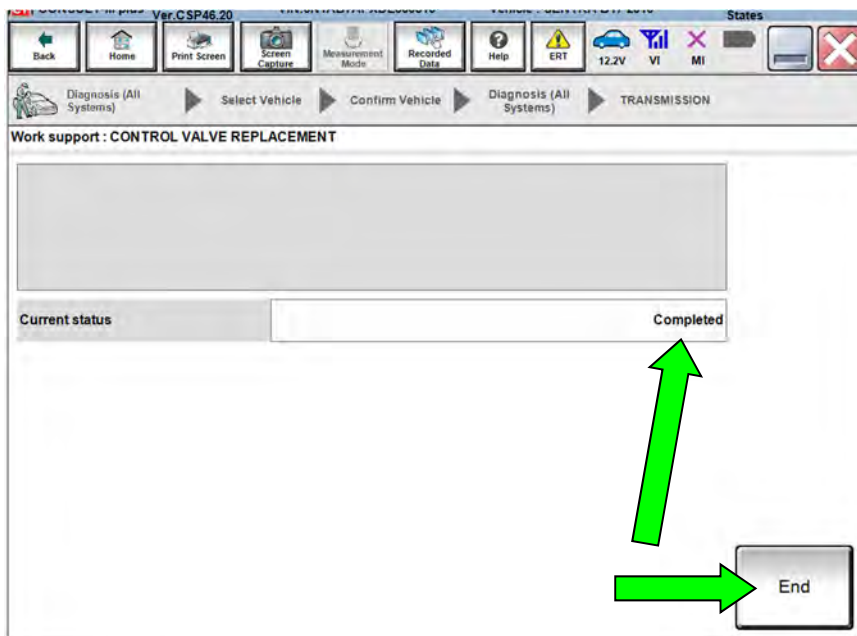 Ver.CSP46.20
States
Back
Home
Print Screen
Screen Capture
Measurement Mode
Recorded Data
Help
ERT
12.2V
VI
MI
Diagnosis (All Systems)
Select Vehicle
Confirm Vehicle
Diagnosis (All Systems)
TRANSMISSION
Work support : CONTROL VALVE REPLACEMENT
Current status
Completed
End